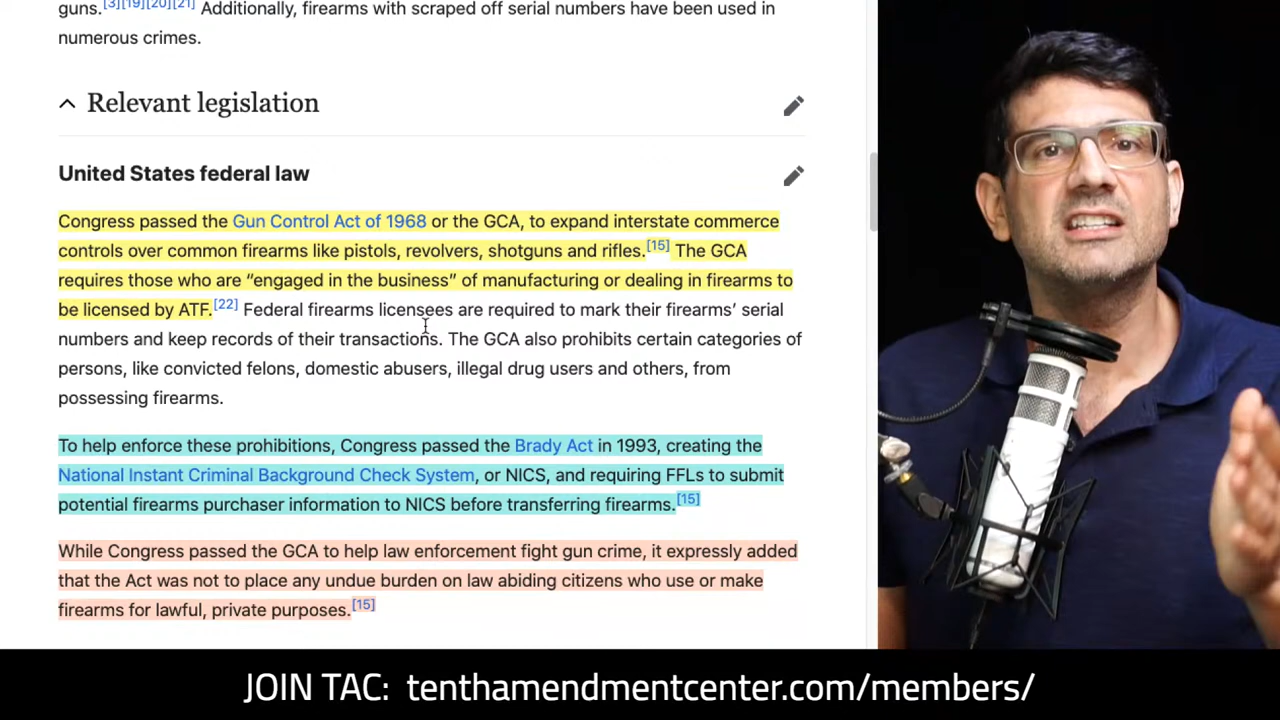 guns.[3][19][20][21] Additionally, firearms with scraped off serial numbers have been used in
numerous crimes.
Relevant legislation
United States federal law
Congress passed the Gun Control Act of 1968 or the GCA, to expand interstate commerce
controls over common firearms like pistols, revolvers, shotguns and rifles.[15] The GCA
requires those who are “engaged in the business” of manufacturing or dealing in firearms to
be licensed by ATF.[22] Federal firearms licensees are required to mark their firearms’ serial
numbers and keep records of their transactions. The GCA also prohibits certain categories of
persons, like convicted felons, domestic abusers, illegal drug users and others, from
possessing firearms.
To help enforce these prohibitions, Congress passed the Brady Act in 1993, creating the
National Instant Criminal Background Check System, or NICS, and requiring FFLs to submit
potential firearms purchaser information to NICS before transferring firearms.[15]
While Congress passed the GCA to help law enforcement fight gun crime, it expressly added
that the Act was not to place any undue burden on law abiding citizens who use or make
firearms for lawful, private purposes.[15]
JOIN TAC: tenthamendmentcenter.com/members/